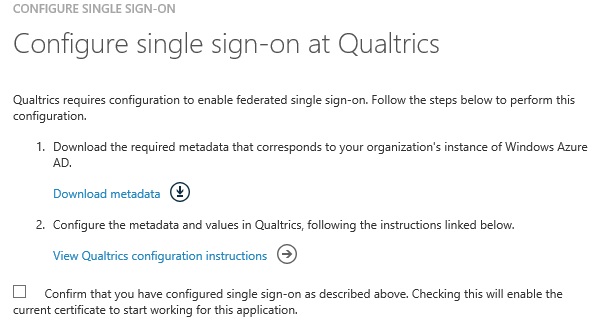 CONFIGURE SINGLE SIGN-ON
Configure single sign-on at Qualtrics
Qualtrics requires configuration to enable federated single sign-on. Follow the steps below to perform this
configuration.
1. Download the required metadata that corresponds to your organization's instance of Windows Azure
AD.
Download metadata
2. Configure the metadata and values in Qualtrics, following the instructions linked below.
View Qualtrics configuration instructions
Confirm that you have configured single sign-on as described above. Checking this will enable the
current certificate to start working for this application.